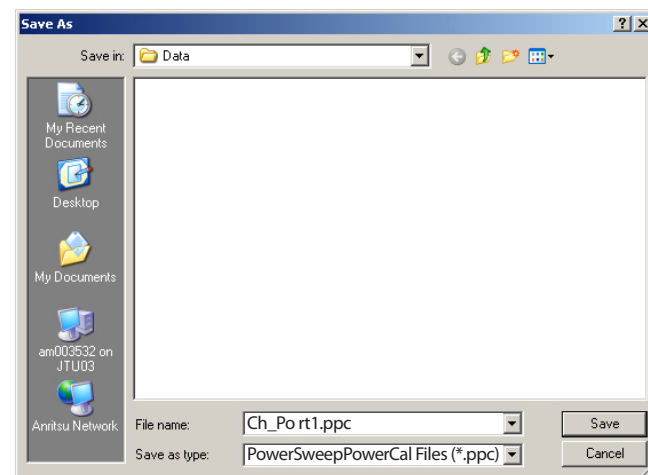 Save As
Save in:
Data
My Recent
Documents
Desktop
My Documents
am003532 on
JTU03
Anritsu Network
File name:
Ch_Po rt1.ppc
Save
Save as type:
PowerSweepPowerCal Files (*.ppc)
Cancel